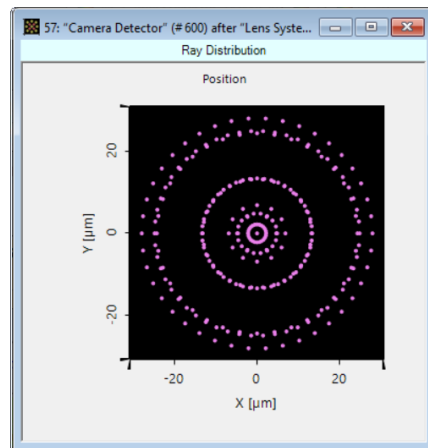 57: "Camera Detector" (# 600) after "Lens Syste...
Ray Distribution
Position
Y [µm]
20
0
-20
-20
0
20
X [µm]